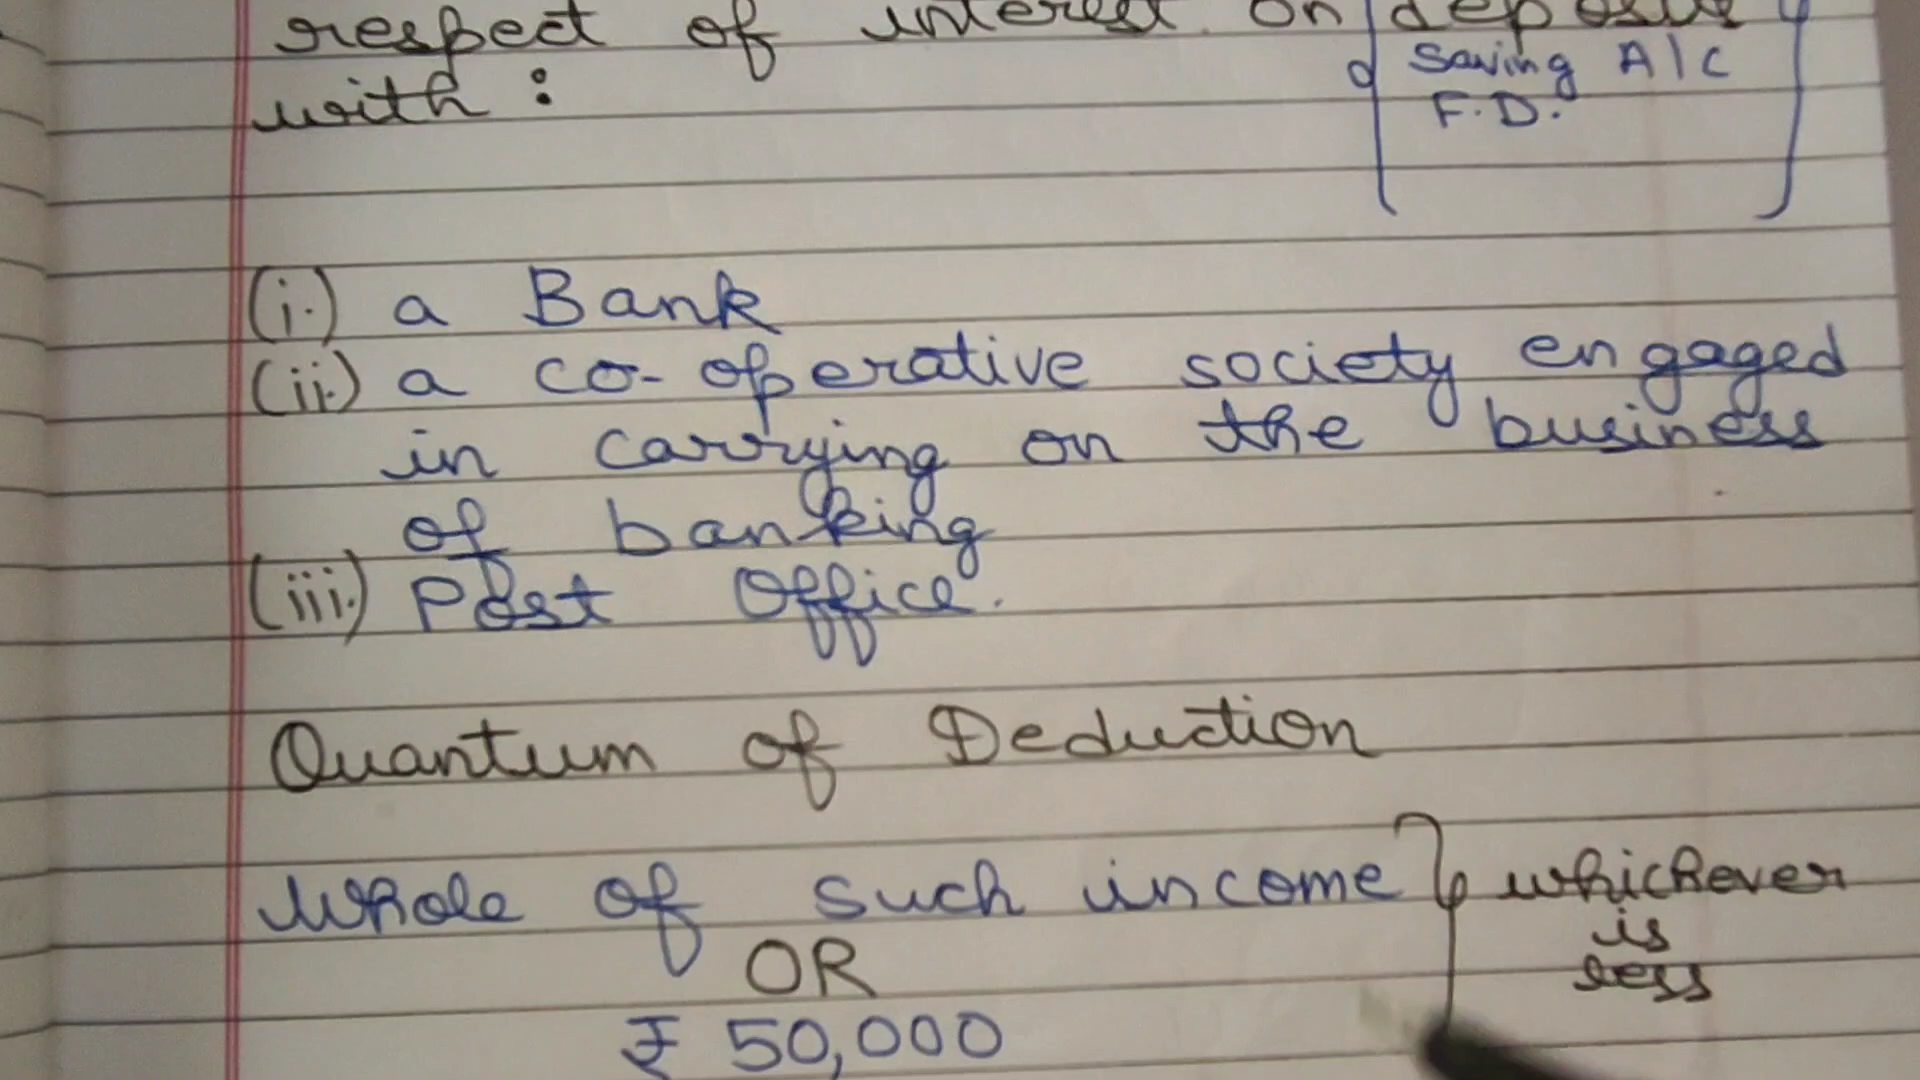 respect of interest on deposits
with :
Saving A/C
F.D.
(i.) a Bank
(ii.) a co-operative society engaged
in carrying on the business
of banking
(iii.) Post Office.
Quantum of Deduction
Whole of such income
whichever
is
less
OR
₹ 50,000